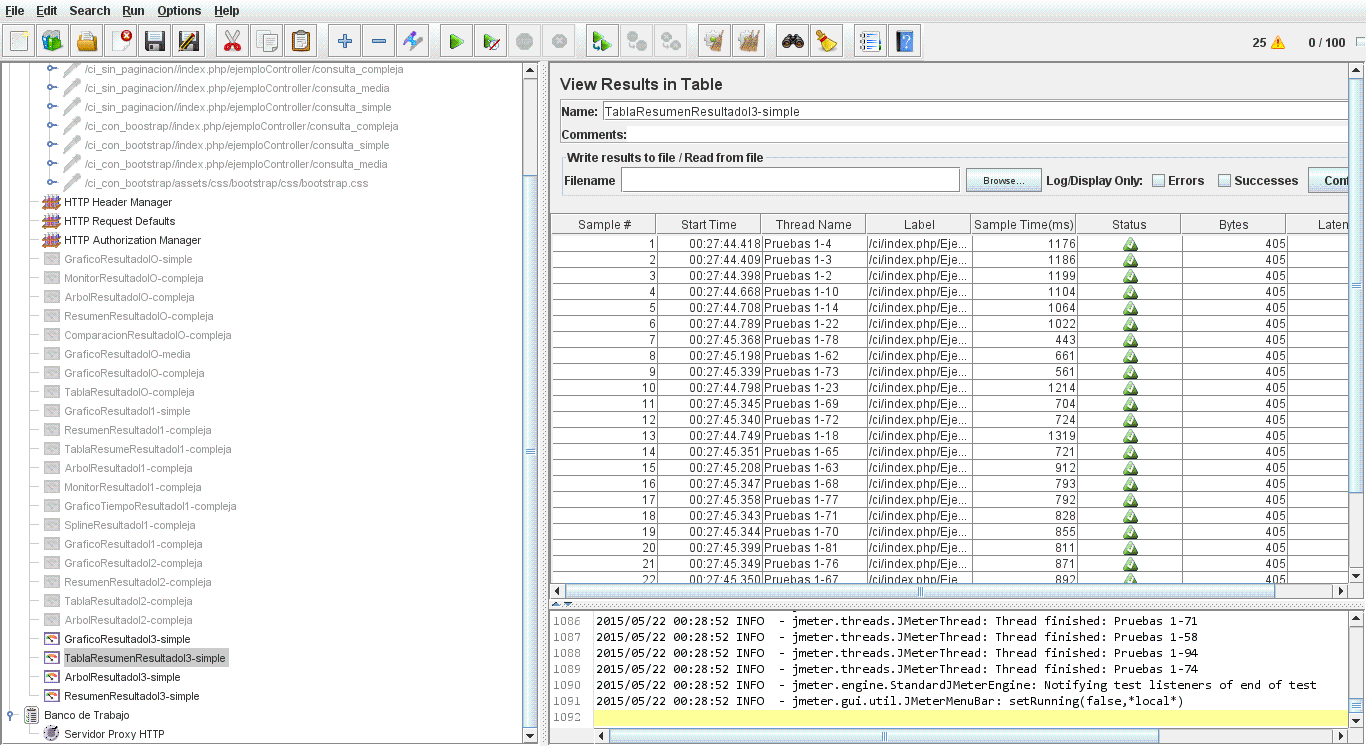 File Edit Search Run Options Help
25 0 / 100
/ci_sin_paginacion//index.php/ejemploController/consulta_compleja
/ci_sin_paginacion//index.php/ejemploController/consulta_media
/ci_sin_paginacion//index.php/ejemploController/consulta_simple
/ci_con_boostrap//index.php/ejemploController/consulta_compleja
/ci_con_bootstrap//index.php/ejemploController/consulta_simple
/ci_con_bootstrap//index.php/ejemploController/consulta_media
/ci_con_bootstrap/assets/css/bootstrap/css/bootstrap.css
HTTP Header Manager
HTTP Request Defaults
HTTP Authorization Manager
GraficoResultadoIO-simple
MonitorResultadoIO-compleja
ArbolResultadoIO-compleja
ResumenResultadoIO-compleja
ComparacionResultadoIO-compleja
GraficoResultadoIO-media
GraficoResultadoIO-compleja
TablaResultadoIO-compleja
GraficoResultadoI1-simple
ResumenResultadoI1-compleja
TablaResumeResultadoI1-compleja
ArbolResultadoI1-compleja
MonitorResultadoI1-compleja
GraficoTiempoResultadoI1-compleja
SplineResultadoI1-compleja
GraficoResultadoI1-compleja
GraficoResultadoI2-compleja
ResumenResultadoI2-compleja
TablaResultadoI2-compleja
ArbolResultadoI2-compleja
GraficoResultadoI3-simple
TablaResumenResultadoI3-simple
ArbolResultadoI3-simple
ResumenResultadoI3-simple
Banco de Trabajo
Servidor Proxy HTTP
View Results in Table
Name: TablaResumenResultadoI3-simple
Comments:
Write results to file / Read from file
Filename Browse... Log/Display Only: Errors Successes Conf
Sample # Start Time Thread Name Label Sample Time(ms) Status Bytes Laten
1 00:27:44.418 Pruebas 1-4 /ci/index.php/Eje... 1176 405
2 00:27:44.409 Pruebas 1-3 /ci/index.php/Eje... 1186 405
3 00:27:44.398 Pruebas 1-2 /ci/index.php/Eje... 1199 405
4 00:27:44.668 Pruebas 1-10 /ci/index.php/Eje... 1104 405
5 00:27:44.708 Pruebas 1-14 /ci/index.php/Eje... 1064 405
6 00:27:44.789 Pruebas 1-22 /ci/index.php/Eje... 1022 405
7 00:27:45.368 Pruebas 1-78 /ci/index.php/Eje... 443 405
8 00:27:45.198 Pruebas 1-62 /ci/index.php/Eje... 661 405
9 00:27:45.339 Pruebas 1-73 /ci/index.php/Eje... 561 405
10 00:27:44.798 Pruebas 1-23 /ci/index.php/Eje... 1214 405
11 00:27:45.345 Pruebas 1-69 /ci/index.php/Eje... 704 405
12 00:27:45.340 Pruebas 1-72 /ci/index.php/Eje... 724 405
13 00:27:44.749 Pruebas 1-18 /ci/index.php/Eje... 1319 405
14 00:27:45.351 Pruebas 1-65 /ci/index.php/Eje... 721 405
15 00:27:45.208 Pruebas 1-63 /ci/index.php/Eje... 912 405
16 00:27:45.347 Pruebas 1-68 /ci/index.php/Eje... 793 405
17 00:27:45.358 Pruebas 1-77 /ci/index.php/Eje... 792 405
18 00:27:45.343 Pruebas 1-71 /ci/index.php/Eje... 828 405
19 00:27:45.344 Pruebas 1-70 /ci/index.php/Eje... 855 405
20 00:27:45.399 Pruebas 1-81 /ci/index.php/Eje... 811 405
21 00:27:45.349 Pruebas 1-76 /ci/index.php/Eje... 871 405
22 00:27:45.350 Pruebas 1-67 /ci/index.php/Eje 892 405
1086 2015/05/22 00:28:52 INFO - jmeter.threads.JMeterThread: Thread finished: Pruebas 1-71
1087 2015/05/22 00:28:52 INFO - jmeter.threads.JMeterThread: Thread finished: Pruebas 1-58
1088 2015/05/22 00:28:52 INFO - jmeter.threads.JMeterThread: Thread finished: Pruebas 1-94
1089 2015/05/22 00:28:52 INFO - jmeter.threads.JMeterThread: Thread finished: Pruebas 1-74
1090 2015/05/22 00:28:52 INFO - jmeter.engine.StandardJMeterEngine: Notifying test listeners of end of test
1091 2015/05/22 00:28:52 INFO - jmeter.gui.util.JMeterMenuBar: setRunning(false,*local*)
1092